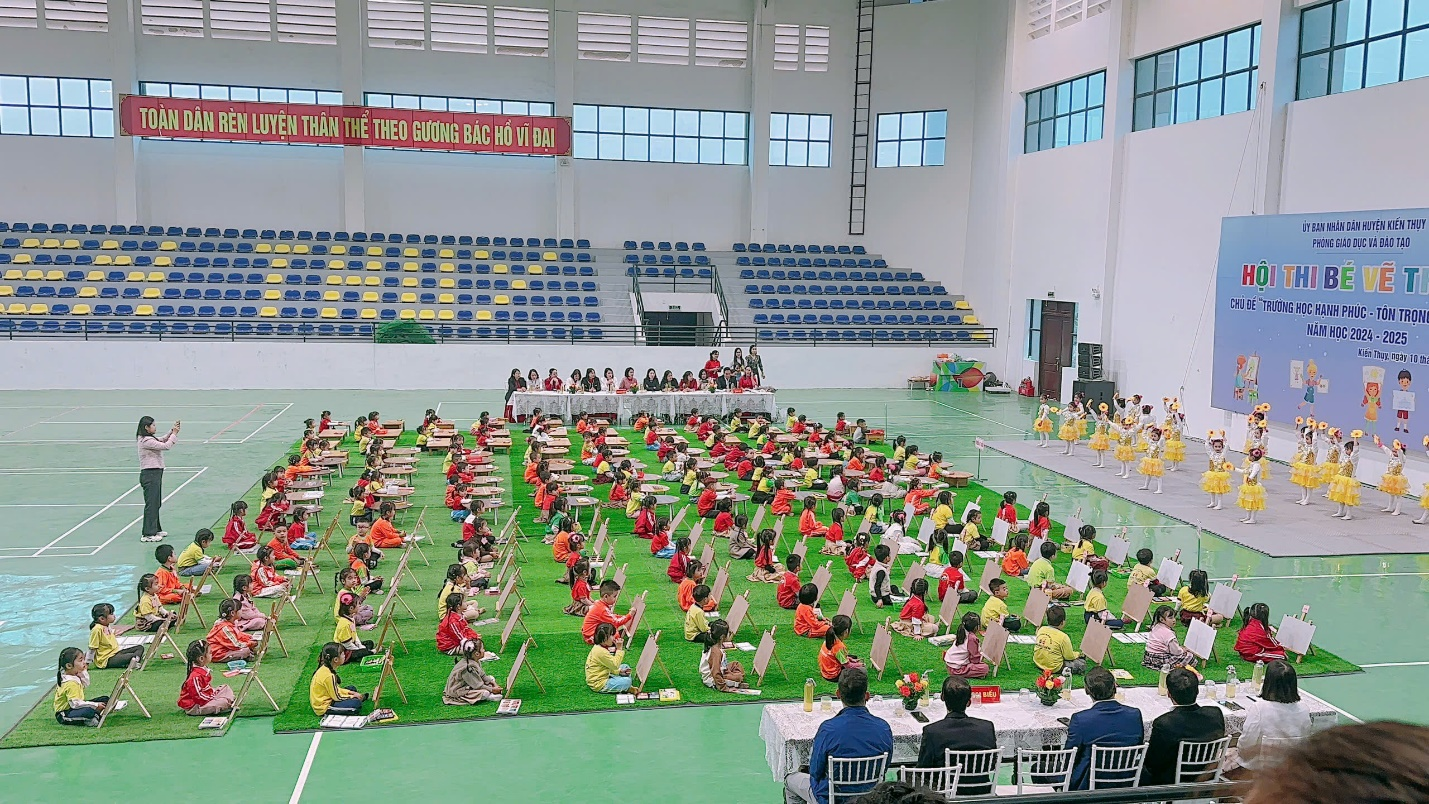 TOÀN DÂN RÈN LUYỆN THÂN THỂ THEO GƯƠNG BÁC HỒ VĨ ĐẠI
ỦY BAN NHÂN DÂN HUYỆN KIẾN THỤY
PHÒNG GIÁO DỤC VÀ ĐÀO TẠO
HỘI THI BÉ VẼ
CHỦ ĐỀ "TRƯỜNG HỌC HẠNH PHÚC - TÔN TRỌNG
NĂM HỌC 2024 - 2025
Kiến Thụy, ngày 10
BIỂU